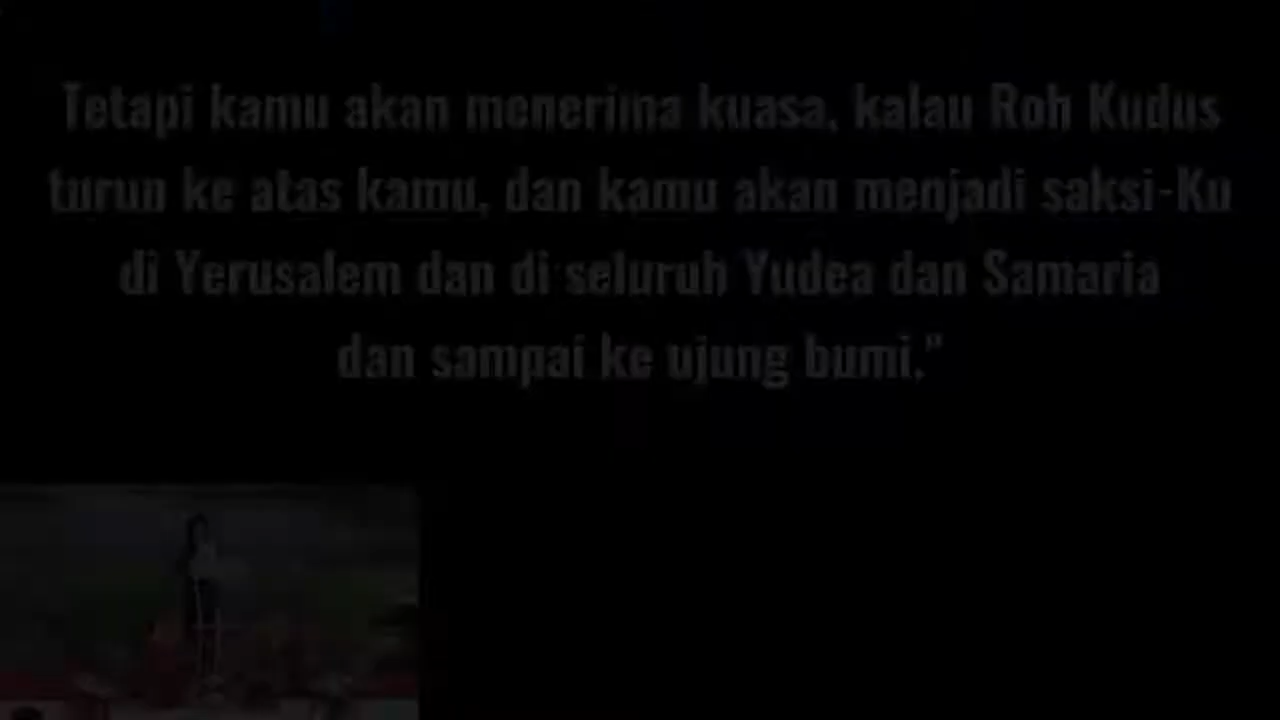 Tetapi kamu akan menerima kuasa, kalau Roh Kudus
turun ke atas kamu, dan kamu akan menjadi saksi-Ku
di Yerusalem dan di seluruh Yudea dan Samaria
dan sampai ke ujung bumi."